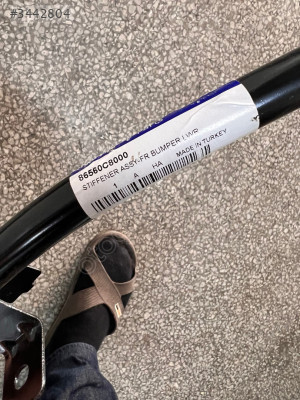 #3442804
86560C8000
STIFFENER ASSY-FR BUMPER LWR
1 A HA MADE IN TURKEY